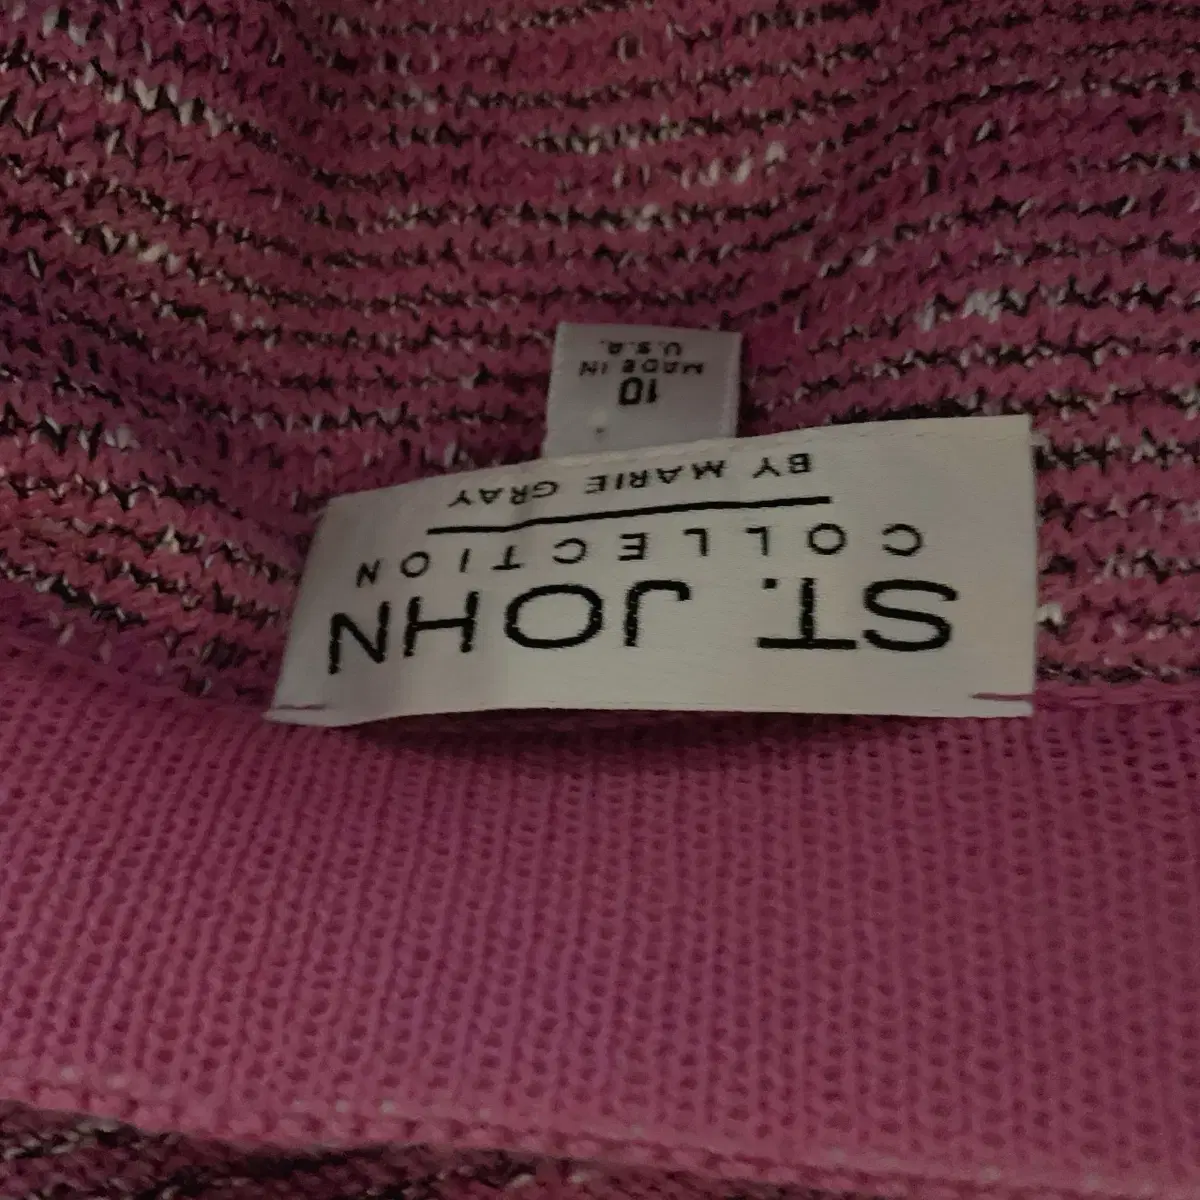 ST. JOHN
COLLECTION
BY MARIE GRAY
10
MADE IN
U.S.A.